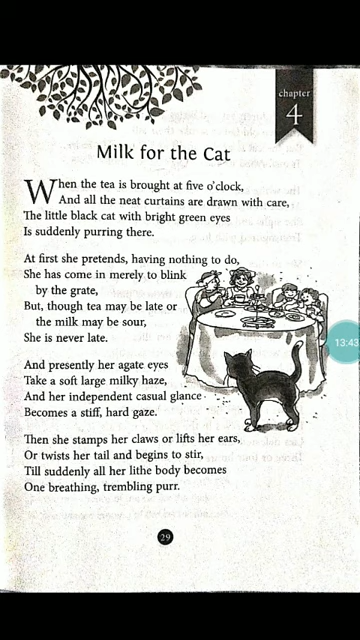 chapter
4
Milk for the Cat
When the tea is brought at five o'clock,
And all the neat curtains are drawn with care,
The little black cat with bright green eyes
Is suddenly purring there.
At first she pretends, having nothing to do,
She has come in merely to blink
by the grate,
But, though tea may be late or
the milk may be sour,
She is never late.
And presently her agate eyes
Take a soft large milky haze,
And her independent casual glance
Becomes a stiff, hard gaze.
Then she stamps her claws or lifts her ears,
Or twists her tail and begins to stir,
Till suddenly all her lithe body becomes
One breathing, trembling purr.
29
13:43